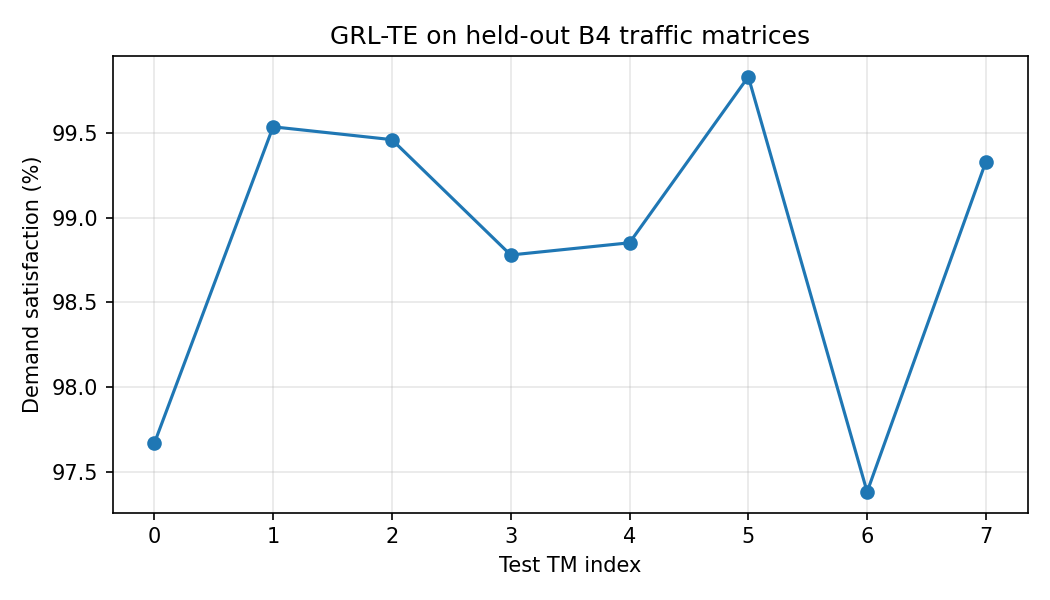 GRL-TE on held-out B4 traffic matrices
Demand satisfaction (%)
99.5
99.0
98.5
98.0
97.5
0 1 2 3 4 5 6 7
Test TM index